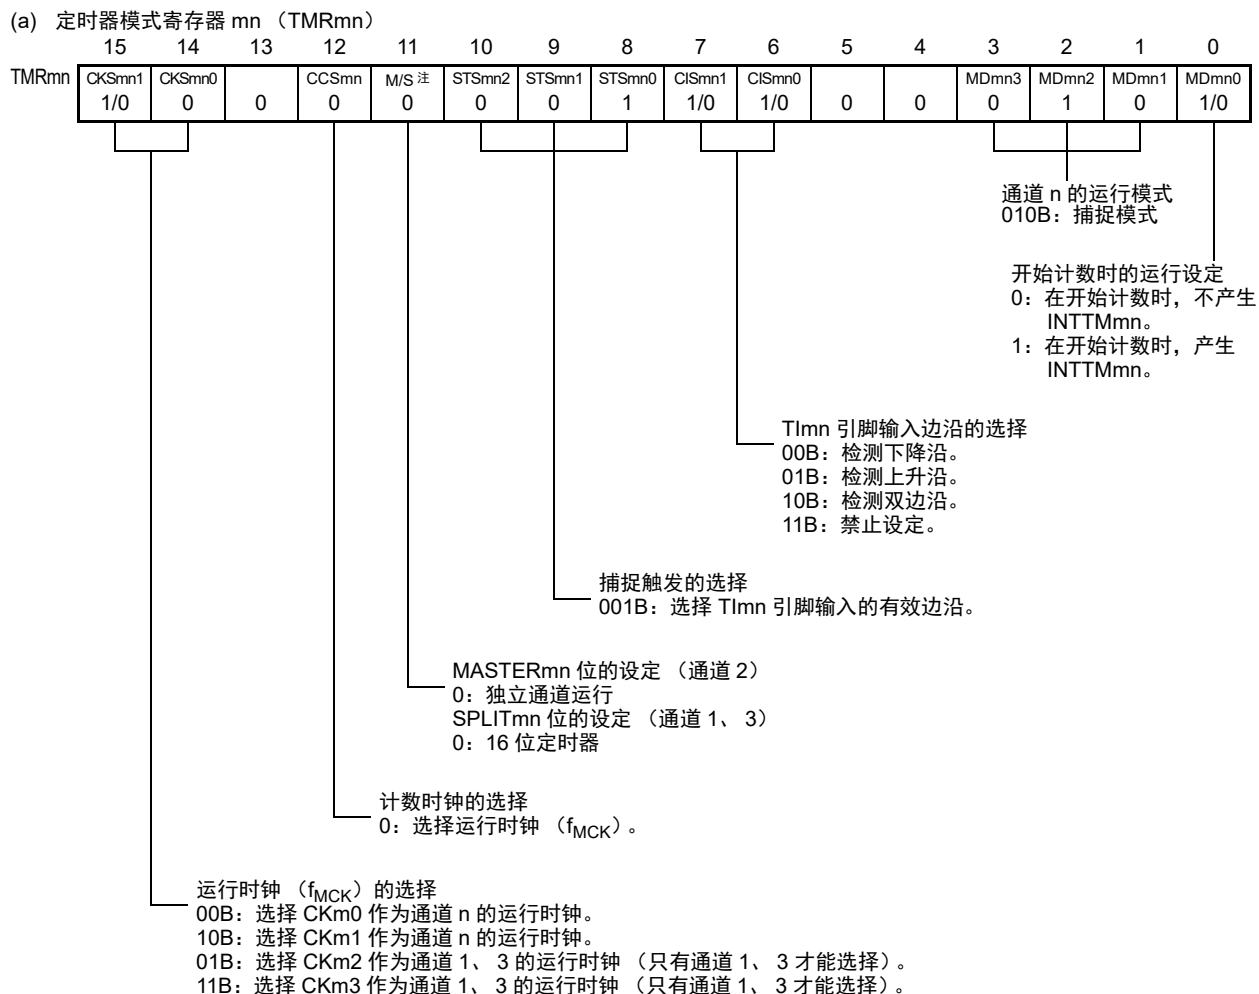 (a) 定时器模式寄存器 mn （TMRmn）
15 14 13 12 11 10 9 8 7 6 5 4 3 2 1 0
TMRmn CKSmn1 CKSmn0 CCSmn M/S 注 STSmn2 STSmn1 STSmn0 CISmn1 CISmn0 MDmn3 MDmn2 MDmn1 MDmn0
1/0 0 0 0 0 0 0 1 1/0 1/0 0 0 0 1 0 1/0
通道 n 的运行模式
010B：捕捉模式
开始计数时的运行设定
0：在开始计数时，不产生
INTTMmn。
1：在开始计数时，产生
INTTMmn。
TImn 引脚输入边沿的选择
00B：检测下降沿。
01B：检测上升沿。
10B：检测双边沿。
11B：禁止设定。
捕捉触发的选择
001B：选择 TImn 引脚输入的有效边沿。
MASTERmn 位的设定 （通道 2）
0：独立通道运行
SPLITmn 位的设定 （通道 1、 3）
0：16 位定时器
计数时钟的选择
0：选择运行时钟 （fMCK）。
运行时钟 （fMCK）的选择
00B：选择 CKm0 作为通道 n 的运行时钟。
10B：选择 CKm1 作为通道 n 的运行时钟。
01B：选择 CKm2 作为通道 1、 3 的运行时钟 （只有通道 1、 3 才能选择）。
11B：选择 CKm3 作为通道 1、 3 的运行时钟 （只有通道 1、 3 才能选择）。